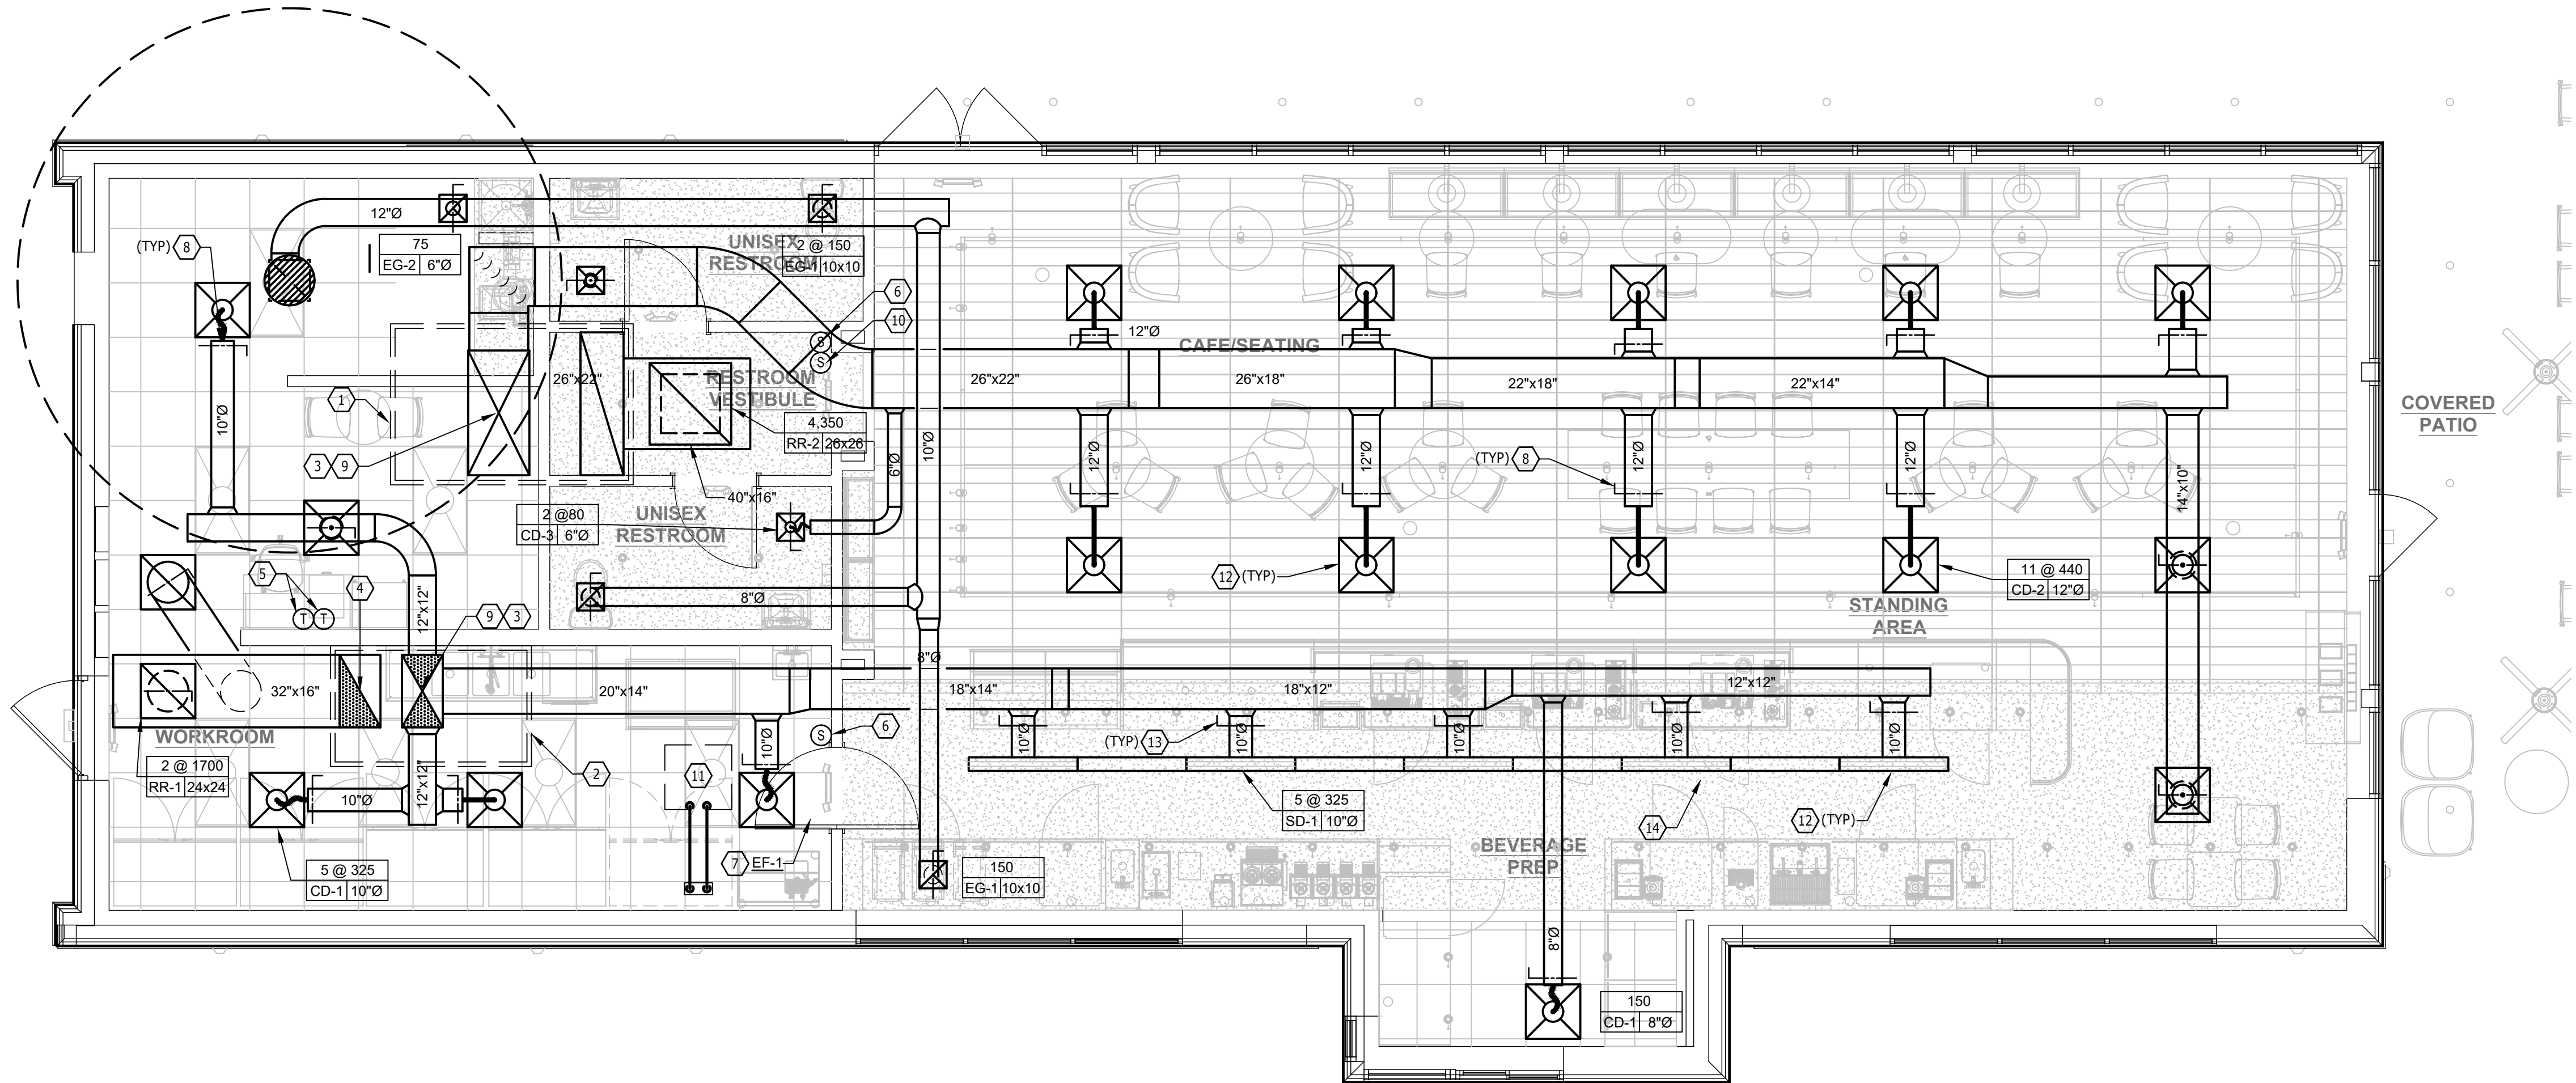 12"Ø
(TYP) 8
75
EG-2 6"Ø
UNISEX
RESTROOM
2 @ 150
EG-1 10x10
6
10
S
S
12"Ø
CAFE/SEATING
26"x22"
26"x22"
26"x18"
22"x18"
22"x14"
RESTROOM
VESTIBULE
1
4,350
RR-2 26x26
COVERED
PATIO
10"Ø
3 9
40"x16"
6"Ø
10"Ø
12"Ø
12"Ø
(TYP) 8
12"Ø
12"Ø
14"x10"
2 @80
CD-3 6"Ø
UNISEX
RESTROOM
5
4
T T
12"x12"
9 3
8"Ø
12 (TYP)
11 @ 440
CD-2 12"Ø
STANDING
AREA
8"Ø
32"x16"
20"x14"
18"x14"
18"x12"
12"x12"
WORKROOM
S
6
10"Ø
10"Ø
(TYP) 13
10"Ø
10"Ø
10"Ø
10"Ø
2 @ 1700
RR-1 24x24
2
11
10"Ø
12"x12"
5 @ 325
SD-1 10"Ø
14
12 (TYP)
7 EF-1
BEVERAGE
PREP
5 @ 325
CD-1 10"Ø
150
EG-1 10x10
8"Ø
150
CD-1 8"Ø